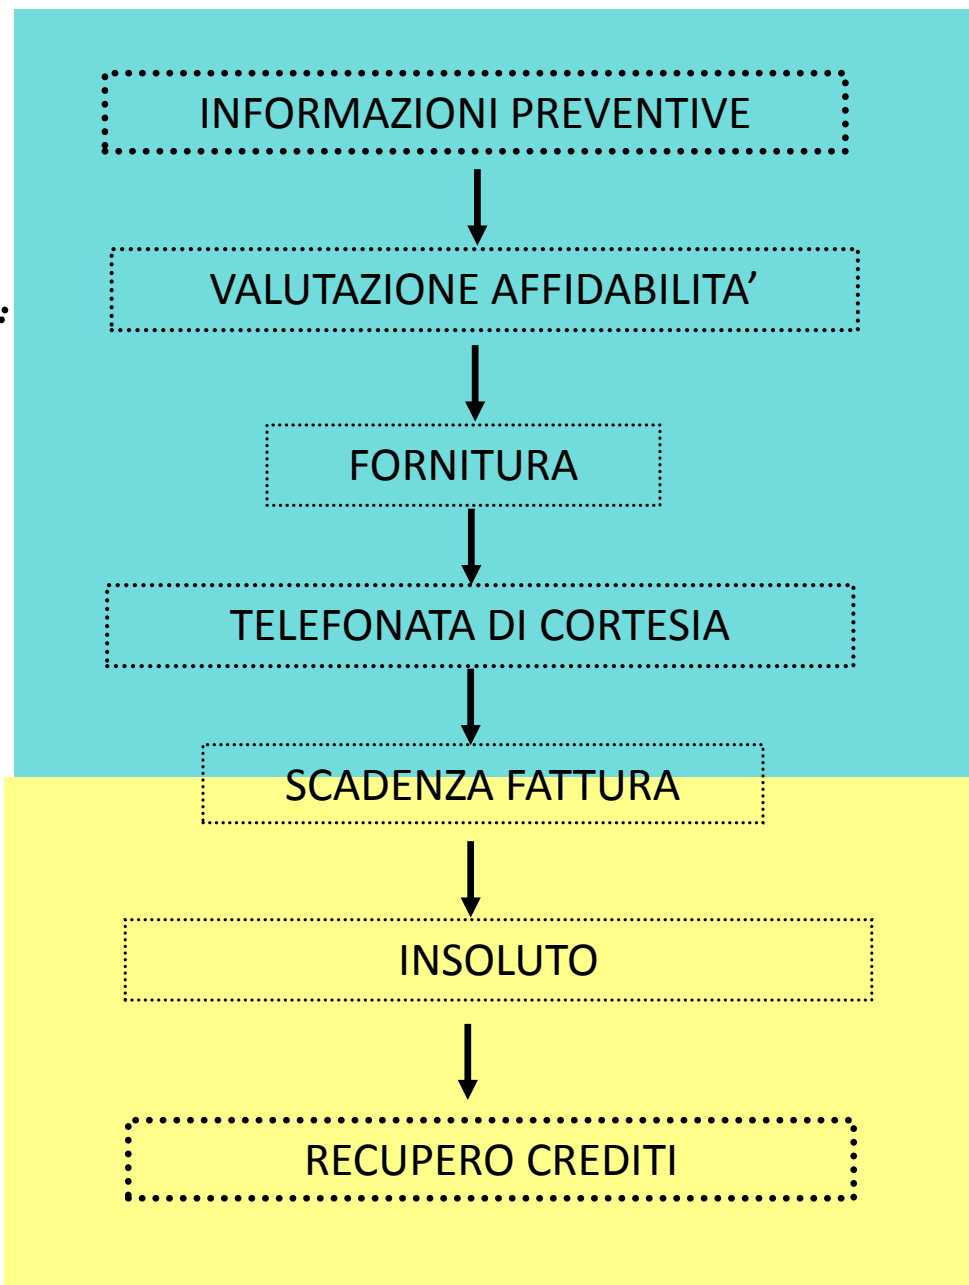 INFORMAZIONI PREVENTIVE
VALUTAZIONE AFFIDABILITA’
FORNITURA
TELEFONATA DI CORTESIA
SCADENZA FATTURA
INSOLUTO
RECUPERO CREDITI